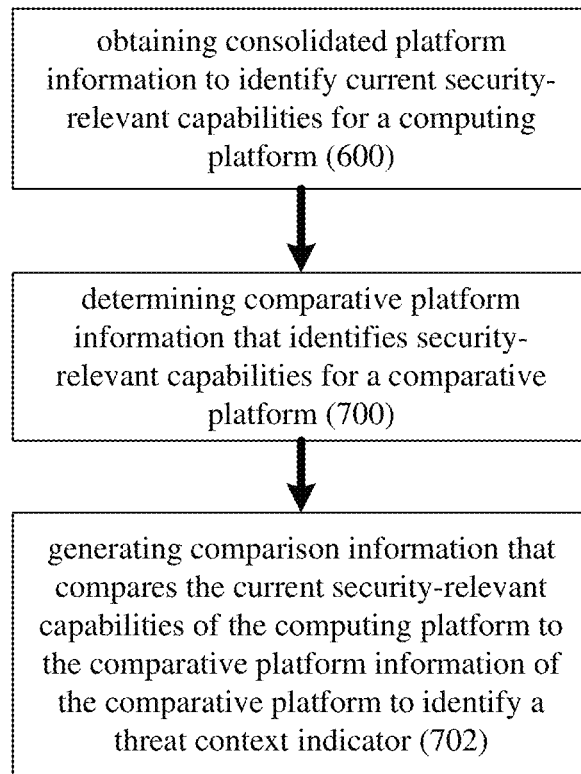 obtaining consolidated platform
information to identify current security-
relevant capabilities for a computing
platform (600)
determining comparative platform
information that identifies security-
relevant capabilities for a comparative
platform (700)
generating comparison information that
compares the current security-relevant
capabilities of the computing platform to
the comparative platform information of
the comparative platform to identify a
threat context indicator (702)